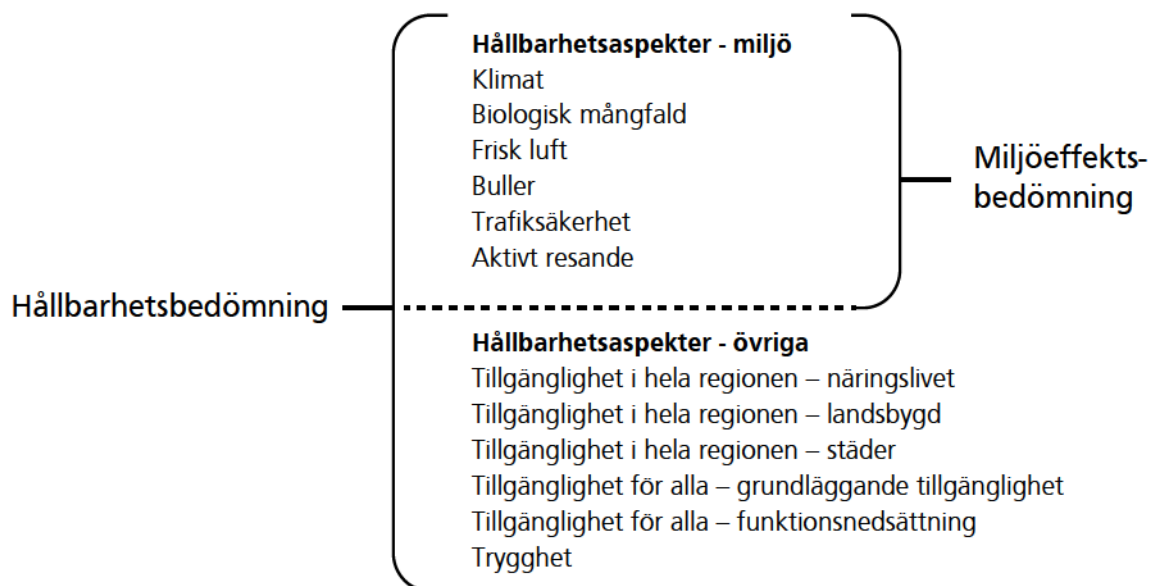 Hållbarhetsaspekter - miljö
Klimat
Biologisk mångfald
Frisk luft
Buller
Trafiksäkerhet
Aktivt resande
Miljöeffekts-
bedömning
Hållbarhetsbedömning
Hållbarhetsaspekter - övriga
Tillgänglighet i hela regionen – näringslivet
Tillgänglighet i hela regionen – landsbygd
Tillgänglighet i hela regionen – städer
Tillgänglighet för alla – grundläggande tillgänglighet
Tillgänglighet för alla – funktionsnedsättning
Trygghet